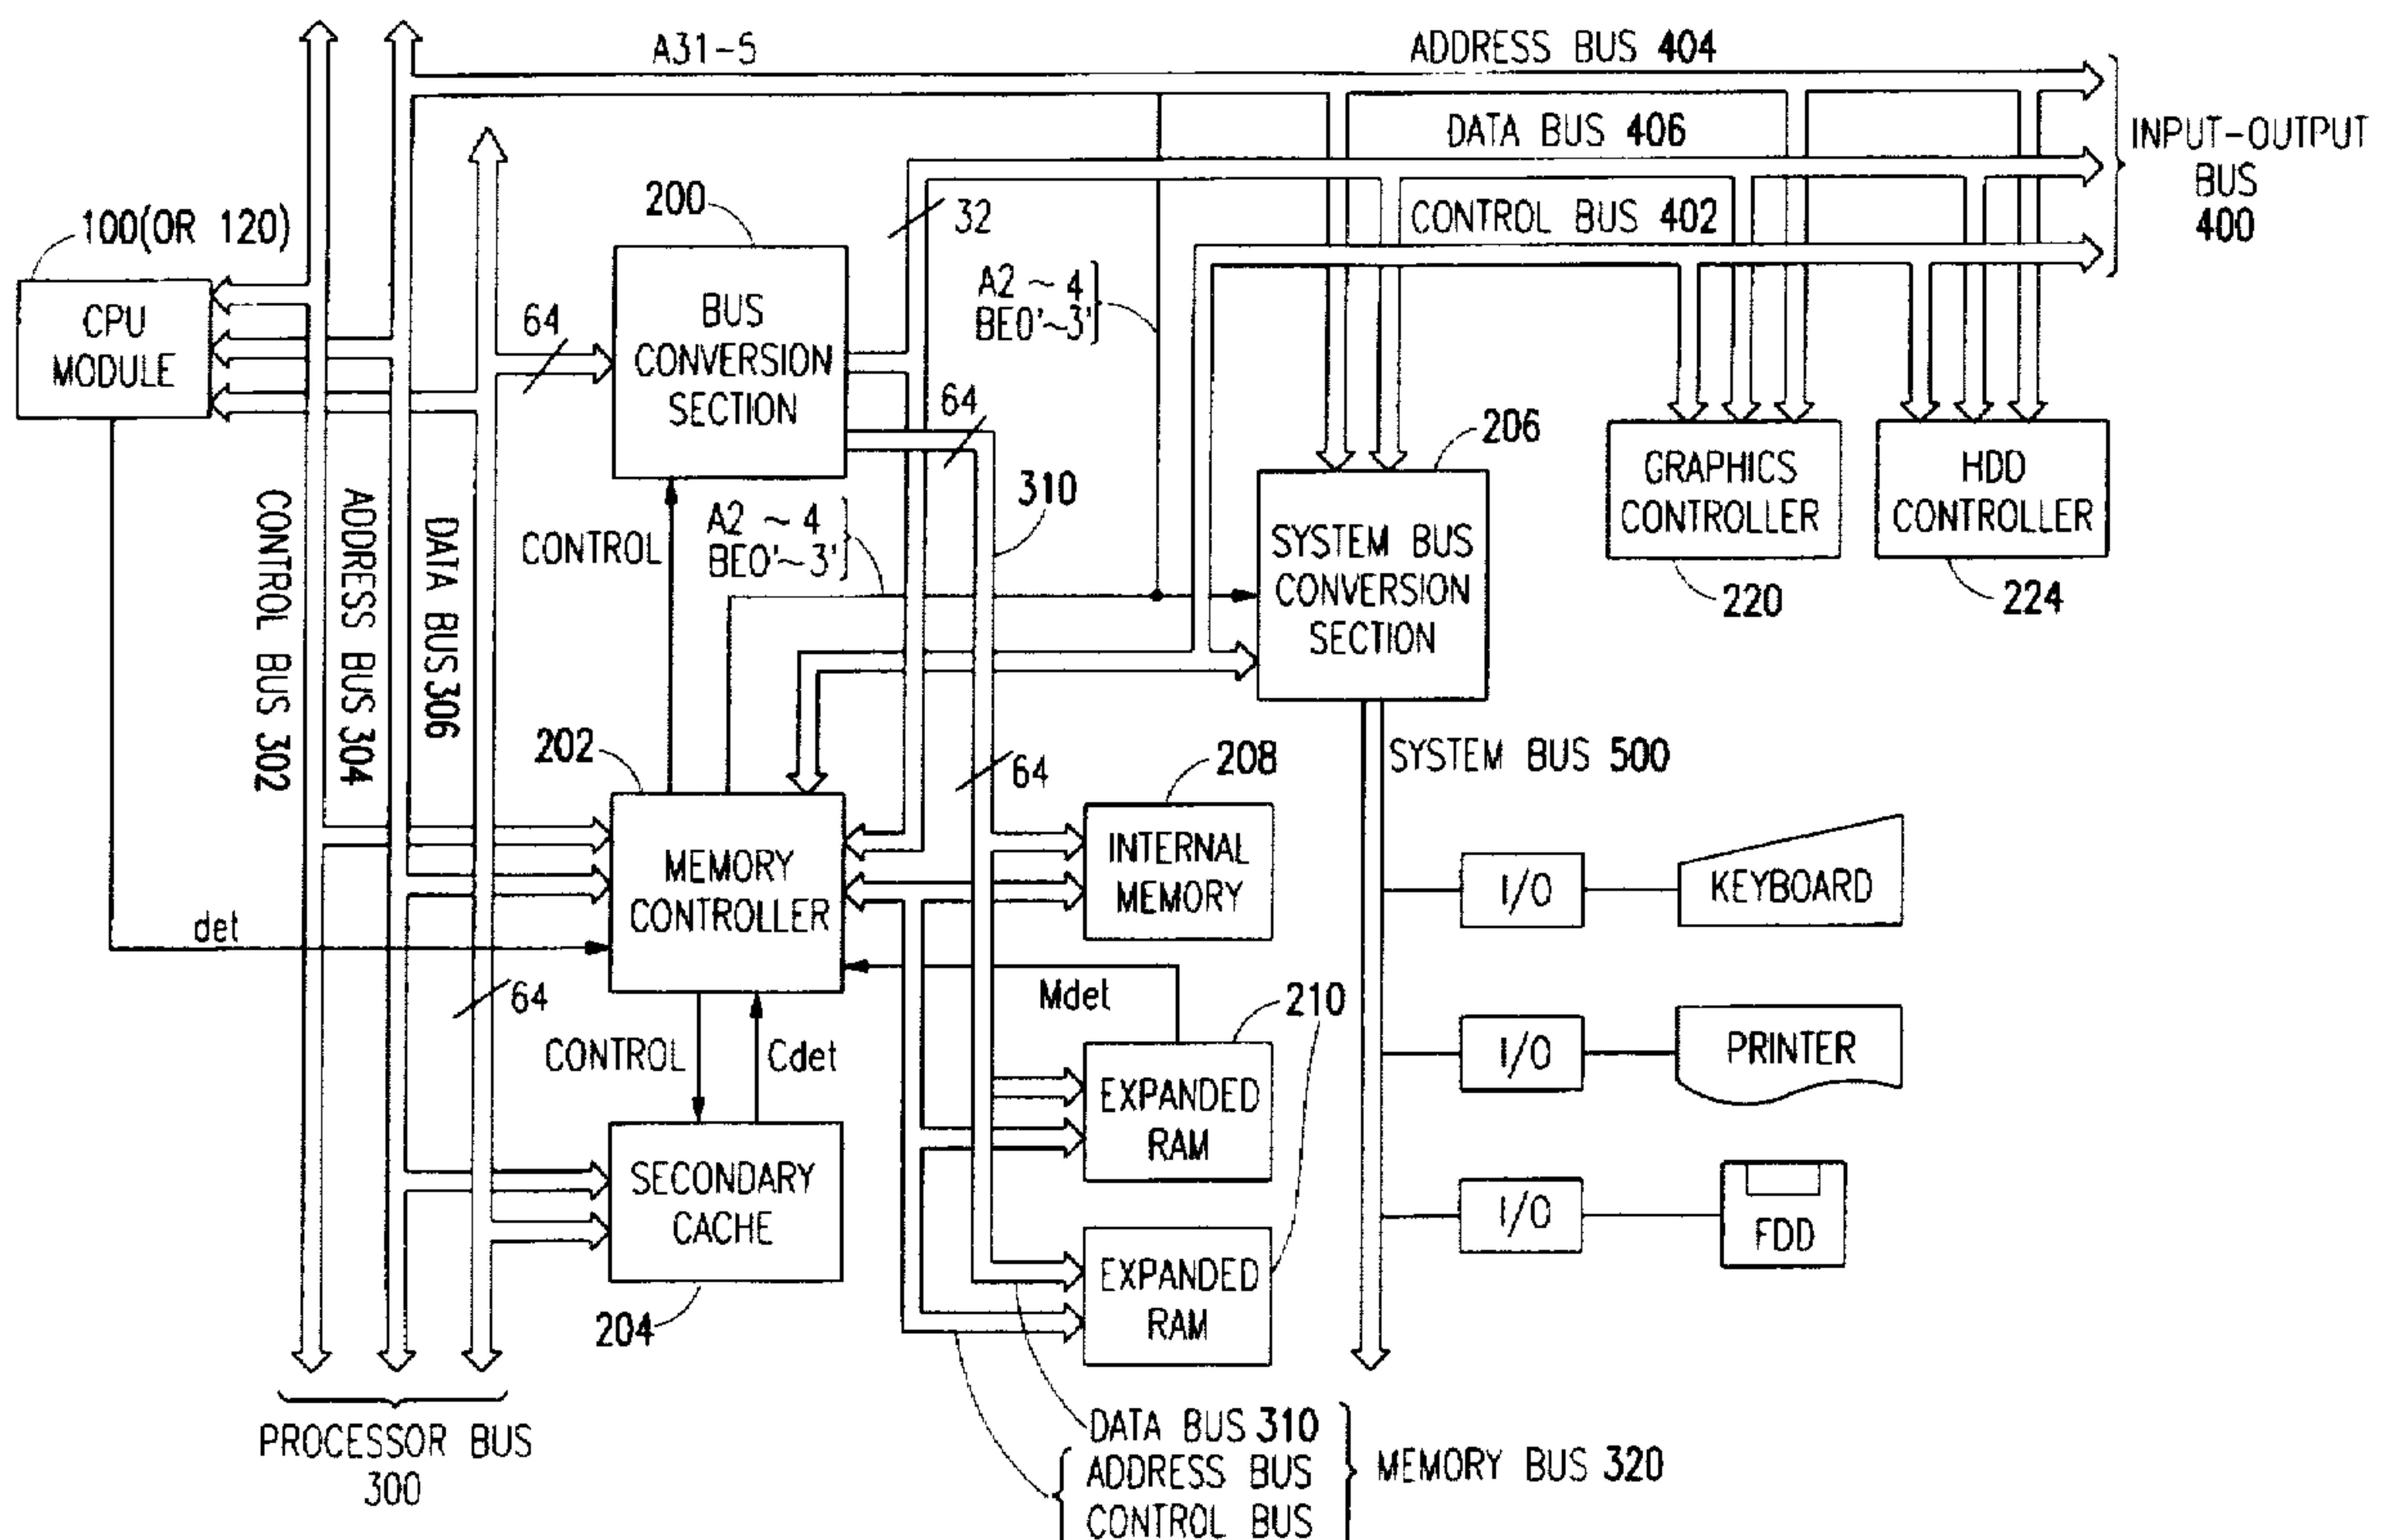 A31-5
ADDRESS BUS 404
DATA BUS 406
INPUT-OUTPUT
BUS
400
CONTROL BUS 402
200
32
100(OR 120)
CPU
MODULE
64
BUS
CONVERSION
SECTION
A2 ~ 4
BE0'~3'
64
206
GRAPHICS
CONTROLLER
220
HDD
CONTROLLER
224
CONTROL BUS 302
ADDRESS BUS 304
DATA BUS 306
CONTROL
A2 ~ 4
BE0'~3'
310
SYSTEM BUS
CONVERSION
SECTION
202
64
208
SYSTEM BUS 500
MEMORY
CONTROLLER
INTERNAL
MEMORY
I/O
KEYBOARD
det
64
Mdet
210
CONTROL
Cdet
EXPANDED
RAM
I/O
PRINTER
SECONDARY
CACHE
204
EXPANDED
RAM
I/O
FDD
PROCESSOR BUS
300
DATA BUS 310
ADDRESS BUS
CONTROL BUS
MEMORY BUS 320